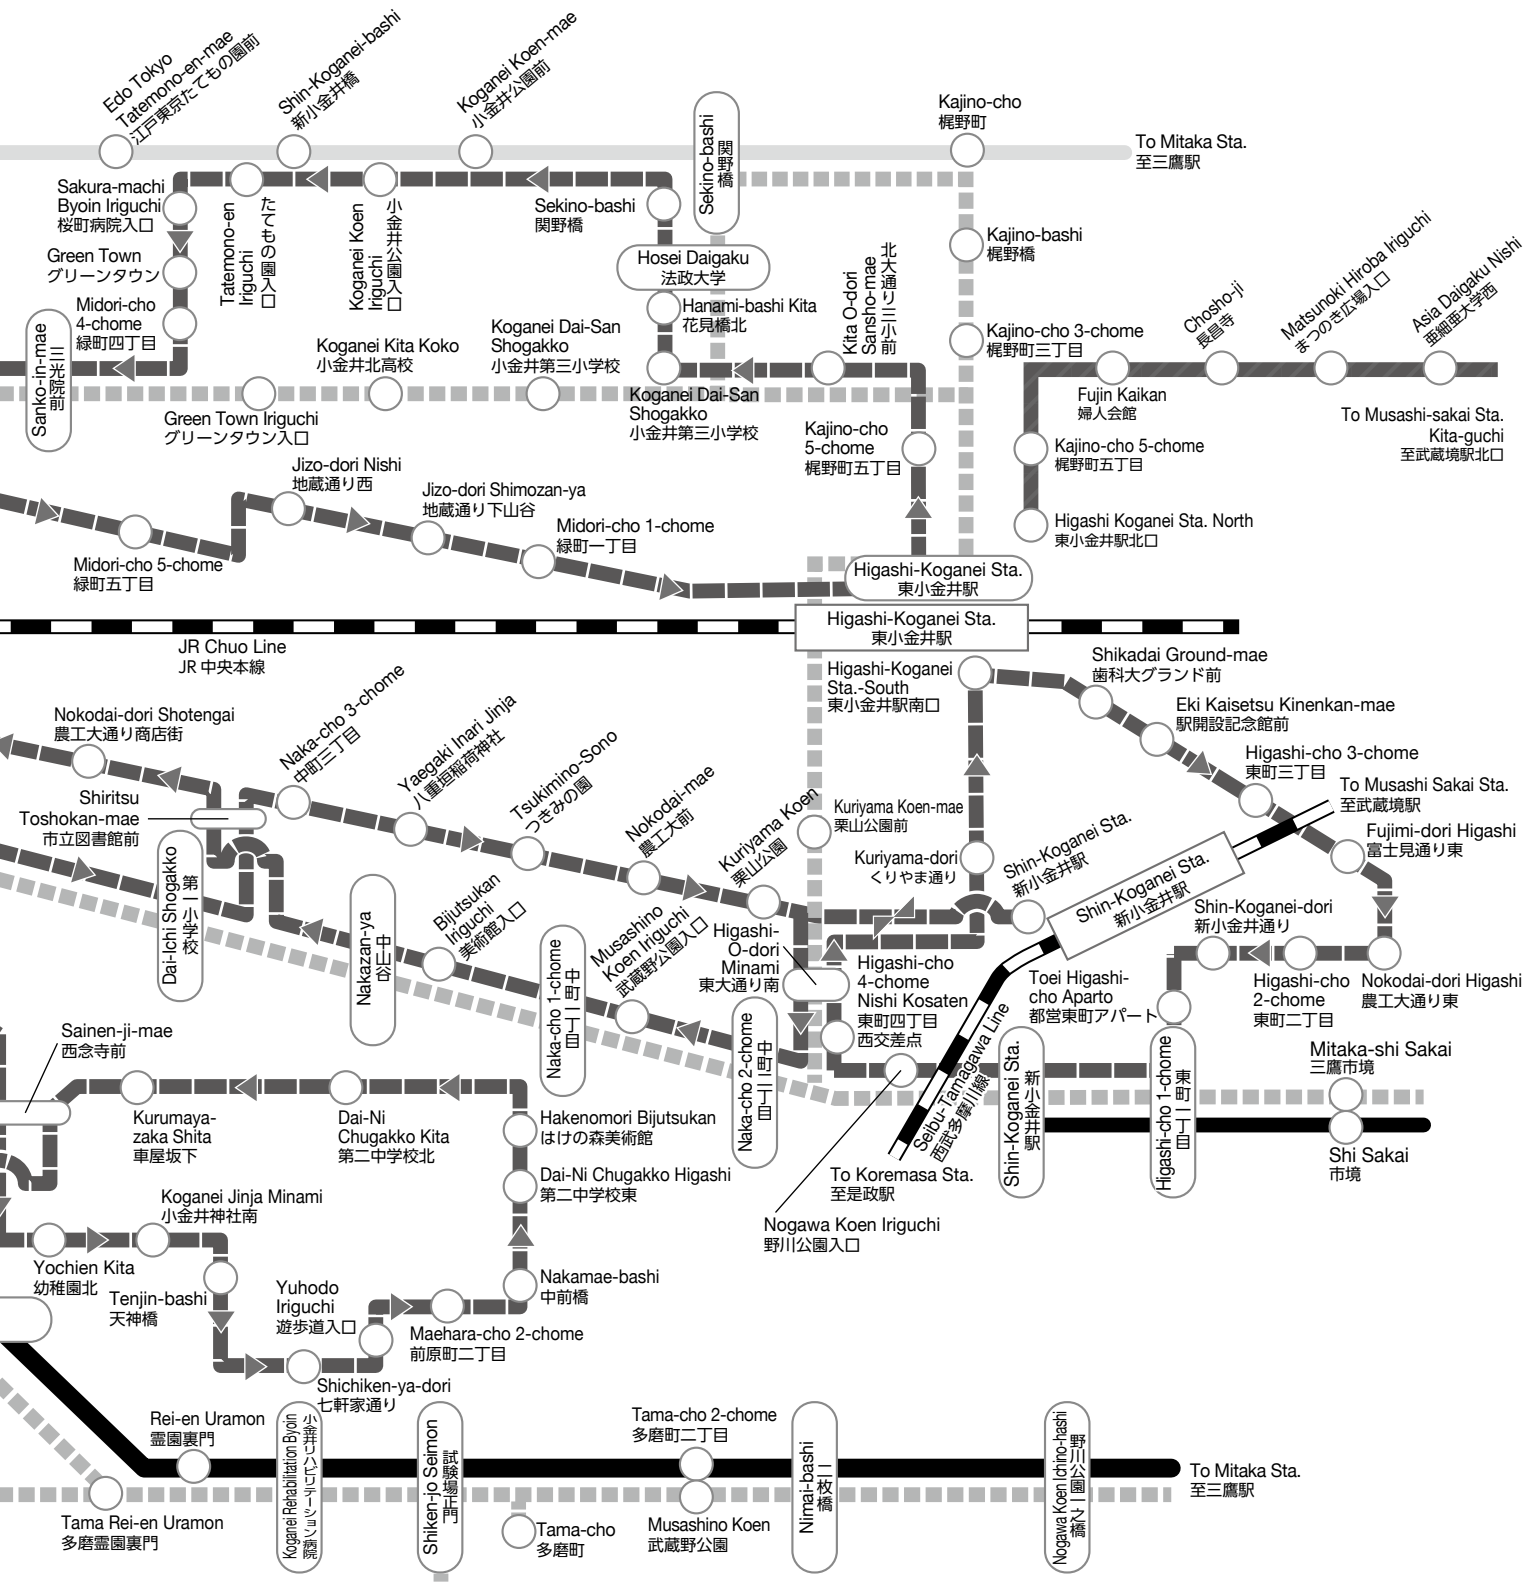 Edo Tokyo
Tatemono-en-mae
江戸東京たてもの園前
Shin-Koganei-bashi
新小金井橋
Koganei Koen-mae
小金井公園前
Sekino-bashi
関野橋
Kajino-cho
梶野町
To Mitaka Sta.
至三鷹駅
Sakura-machi
Byoin Iriguchi
桜町病院入口
Tatemono-en
Iriguchi
たてもの園入口
Koganei Koen
Iriguchi
小金井公園入口
Sekino-bashi
関野橋
Green Town
グリーンタウン
Hosei Daigaku
法政大学
Kajino-bashi
梶野橋
Midori-cho
4-chome
緑町四丁目
Hanami-bashi Kita
花見橋北
Kita O-dori
Sansho-mae
北大通り三小前
Kajino-cho 3-chome
梶野町三丁目
Chosho-ji
長昌寺
Matsunoki Hiroba Iriguchi
まつのき広場入口
Asia Daigaku Nishi
亜細亜大学西
Sanko-in-mae
三光院前
Koganei Kita Koko
小金井北高校
Koganei Dai-San
Shogakko
小金井第三小学校
Green Town Iriguchi
グリーンタウン入口
Koganei Dai-San
Shogakko
小金井第三小学校
Fujin Kaikan
婦人会館
To Musashi-sakai Sta.
Kita-guchi
至武蔵境駅北口
Kajino-cho
5-chome
梶野町五丁目
Kajino-cho 5-chome
梶野町五丁目
Jizo-dori Nishi
地蔵通り西
Jizo-dori Shimozan-ya
地蔵通り下山谷
Midori-cho 1-chome
緑町一丁目
Higashi Koganei Sta. North
東小金井駅北口
Midori-cho 5-chome
緑町五丁目
Higashi-Koganei Sta.
東小金井駅
Higashi-Koganei Sta.
東小金井駅
JR Chuo Line
JR 中央本線
Higashi-Koganei
Sta.-South
東小金井駅南口
Shikadai Ground-mae
歯科大グランド前
Eki Kaisetsu Kinenkan-mae
駅開設記念館前
Higashi-cho 3-chome
東町三丁目
To Musashi Sakai Sta.
至武蔵境駅
Nokodai-dori Shotengai
農工大通り商店街
Naka-cho 3-chome
中町三丁目
Yaegaki Inari Jinja
八重垣稲荷神社
Tsukimino-Sono
つきみの園
Nokodai-mae
農工大前
Kuriyama Koen
栗山公園
Kuriyama Koen-mae
栗山公園前
Shiritsu
Toshokan-mae
市立図書館前
Kuriyama-dori
くりやま通り
Shin-Koganei Sta.
新小金井駅
Shin-Koganei Sta.
新小金井駅
Fujimi-dori Higashi
富士見通り東
Dai-Ichi Shogakko
第一小学校
Nakazan-ya
中山谷
Bijutsukan
Iriguchi
美術館入口
Naka-cho 1-chome
中町一丁目
Musashino
Koen Iriguchi
武蔵野公園入口
Higashi-
O-dori
Minami
東大通り南
Naka-cho 2-chome
中町二丁目
Higashi-cho
4-chome
Nishi Kosaten
東町四丁目
西交差点
Shin-Koganei-dori
新小金井通り
Toei Higashi-
cho Aparto
都営東町アパート
Higashi-cho
2-chome
東町二丁目
Nokodai-dori Higashi
農工大通り東
Seibu-Tamagawa Line
西武多摩川線
Shin-Koganei Sta.
新小金井駅
Higashi-cho 1-chome
東町一丁目
Mitaka-shi Sakai
三鷹市境
Shi Sakai
市境
To Koremasa Sta.
至是政駅
Nogawa Koen Iriguchi
野川公園入口
Sainen-ji-mae
西念寺前
Kurumaya-
zaka Shita
車屋坂下
Dai-Ni
Chugakko Kita
第二中学校北
Hakenomori Bijutsukan
はけの森美術館
Dai-Ni Chugakko Higashi
第二中学校東
Koganei Jinja Minami
小金井神社南
Yochien Kita
幼稚園北
Tenjin-bashi
天神橋
Yuhodo
Iriguchi
遊歩道入口
Nakamae-bashi
中前橋
Maehara-cho 2-chome
前原町二丁目
Shichiken-ya-dori
七軒家通り
Rei-en Uramon
霊園裏門
Koganei Rehabilitation Byoin
小金井リハビリテーション病院
Shiken-jo Seimon
試験場正門
Tama-cho 2-chome
多磨町二丁目
Nimai-bashi
二枚橋
Nogawa Koen Ichino-hashi
野川公園一之橋
To Mitaka Sta.
至三鷹駅
Tama Rei-en Uramon
多磨霊園裏門
Tama-cho
多磨町
Musashino Koen
武蔵野公園